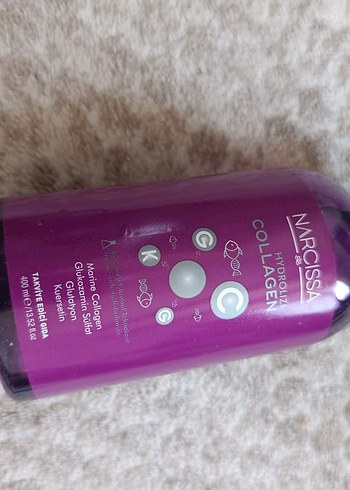 NARCISSA
HYDROLIZE
COLLAGEN
C
G
K
G
Marine Collagen
Glukozamin Sülfat
Glutatyon
Kuersetin
TAKVİYE EDİCİ GIDA
400 ml ℮/13.52 fl.oz